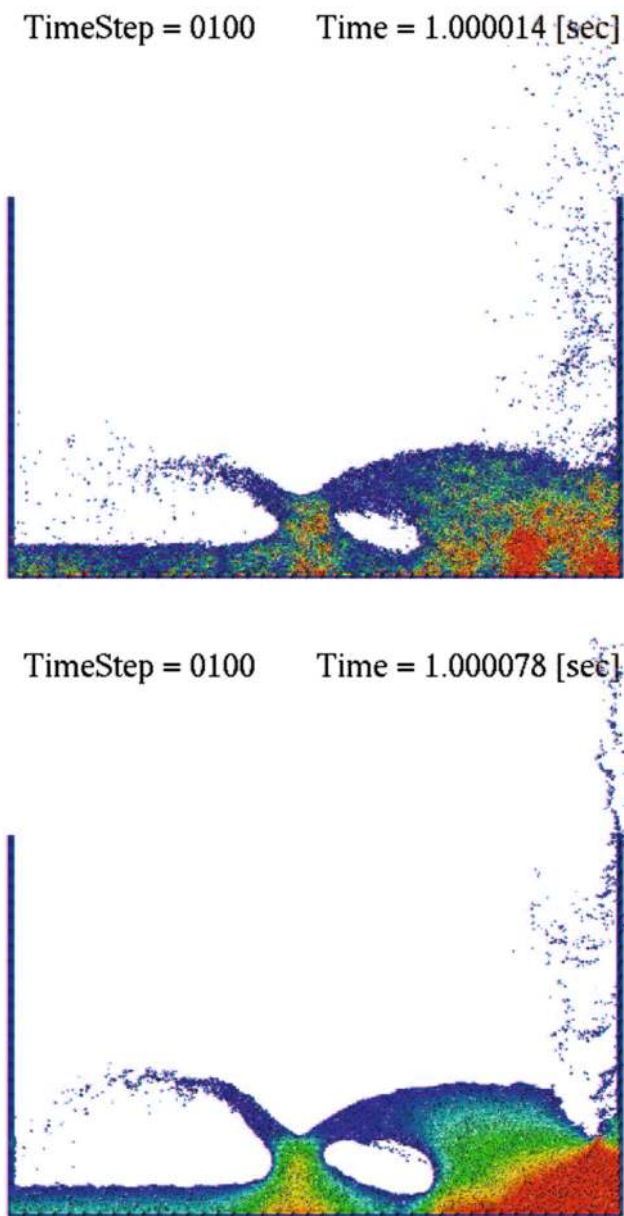 TimeStep = 0100 Time = 1.000014 [sec]
TimeStep = 0100 Time = 1.000078 [sec]